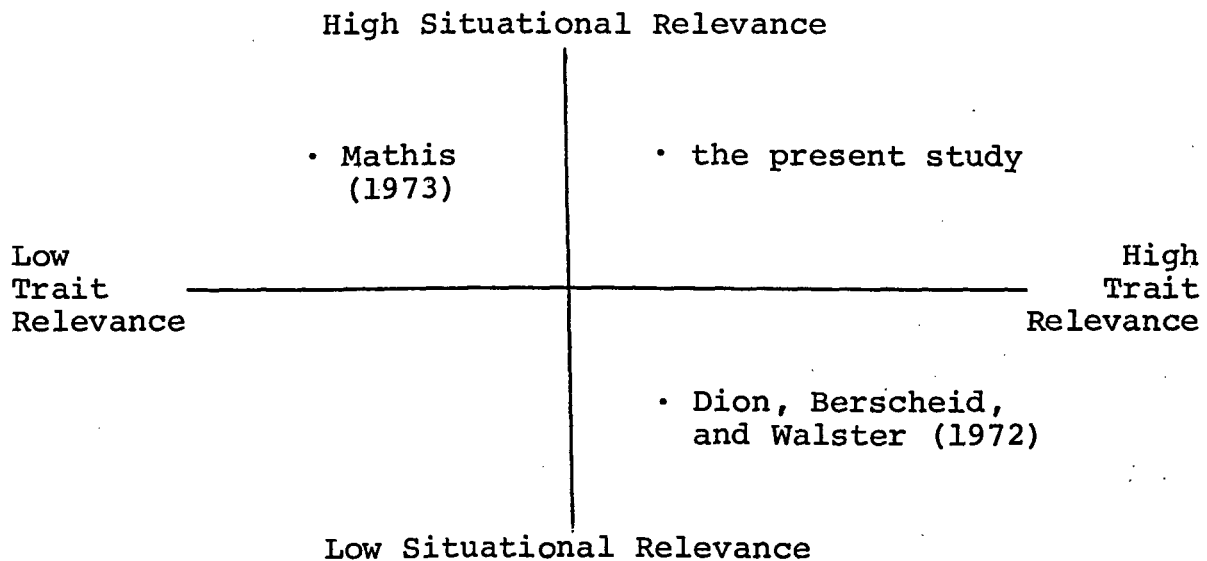 High Situational Relevance
• Mathis
(1973)
• the present study
Low
Trait
Relevance
High
Trait
Relevance
• Dion, Berscheid,
and Walster (1972)
Low Situational Relevance